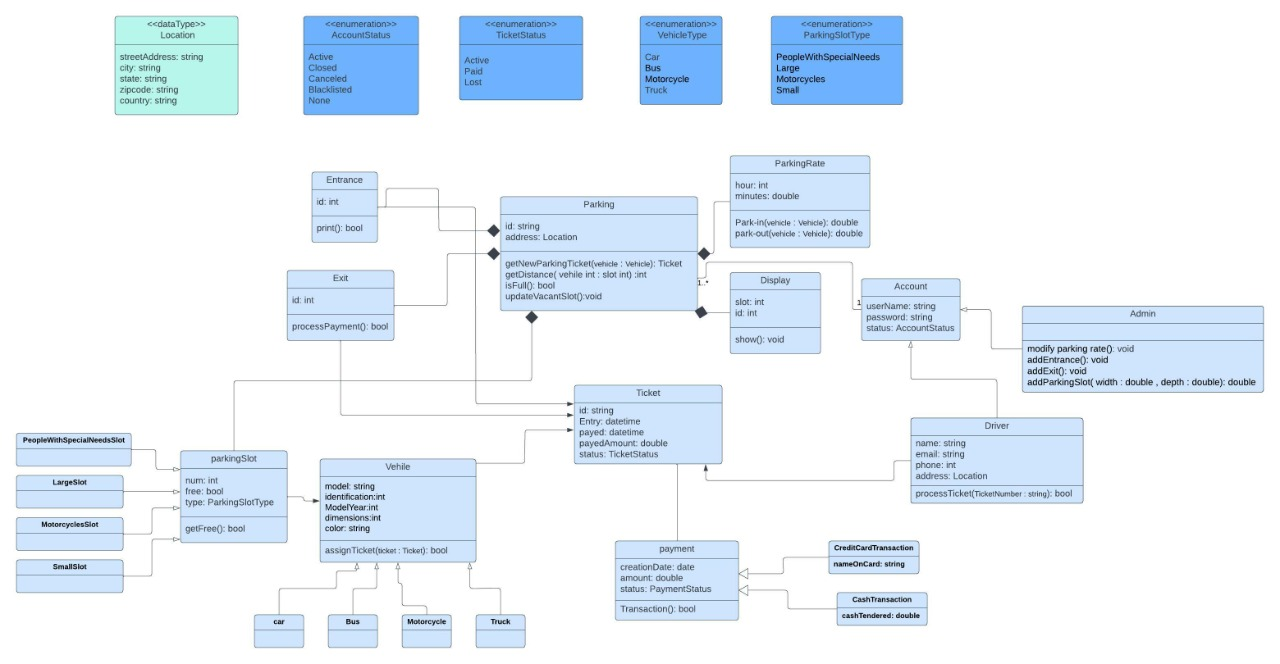 <<dataType>>
Location
streetAddress: string
city: string
state: string
zipcode: string
country: string
<<enumeration>>
AccountStatus
Active
Closed
Canceled
Blacklisted
None
<<enumeration>>
TicketStatus
Active
Paid
Lost
<<enumeration>>
VehicleType
Car
Bus
Motorcycle
Truck
<<enumeration>>
ParkingSlotType
PeopleWithSpecialNeeds
Large
Motorcycles
Small
Entrance
id: int
print(): bool
Parking
id: string
address: Location
getNewParkingTicket(vehicle : Vehicle): Ticket
getDistance( vehile int : slot int) :int
isFull(): bool
updateVacantSlot():void
ParkingRate
hour: int
minutes: double
Park-in(vehicle : Vehicle): double
park-out(vehicle : Vehicle): double
Exit
id: int
processPayment(): bool
Display
slot: int
id: int
show(): void
1..*
1
Account
userName: string
password: string
status: AccountStatus
Admin
modify parking rate(): void
addEntrance(): void
addExit(): void
addParkingSlot( width : double , depth : double): double
Ticket
id: string
Entry: datetime
payed: datetime
payedAmount: double
status: TicketStatus
Driver
name: string
email: string
phone: int
address: Location
processTicket(TicketNumber : string): bool
PeopleWithSpecialNeedsSlot
LargeSlot
MotorcyclesSlot
SmallSlot
parkingSlot
num: int
free: bool
type: ParkingSlotType
getFree(): bool
Vehile
model: string
identification:int
ModelYear:int
dimensions:int
color: string
assignTicket(ticket : Ticket): bool
car
Bus
Motorcycle
Truck
payment
creationDate: date
amount: double
status: PaymentStatus
Transaction(): bool
CreditCardTransaction
nameOnCard: string
CashTransaction
cashTendered: double